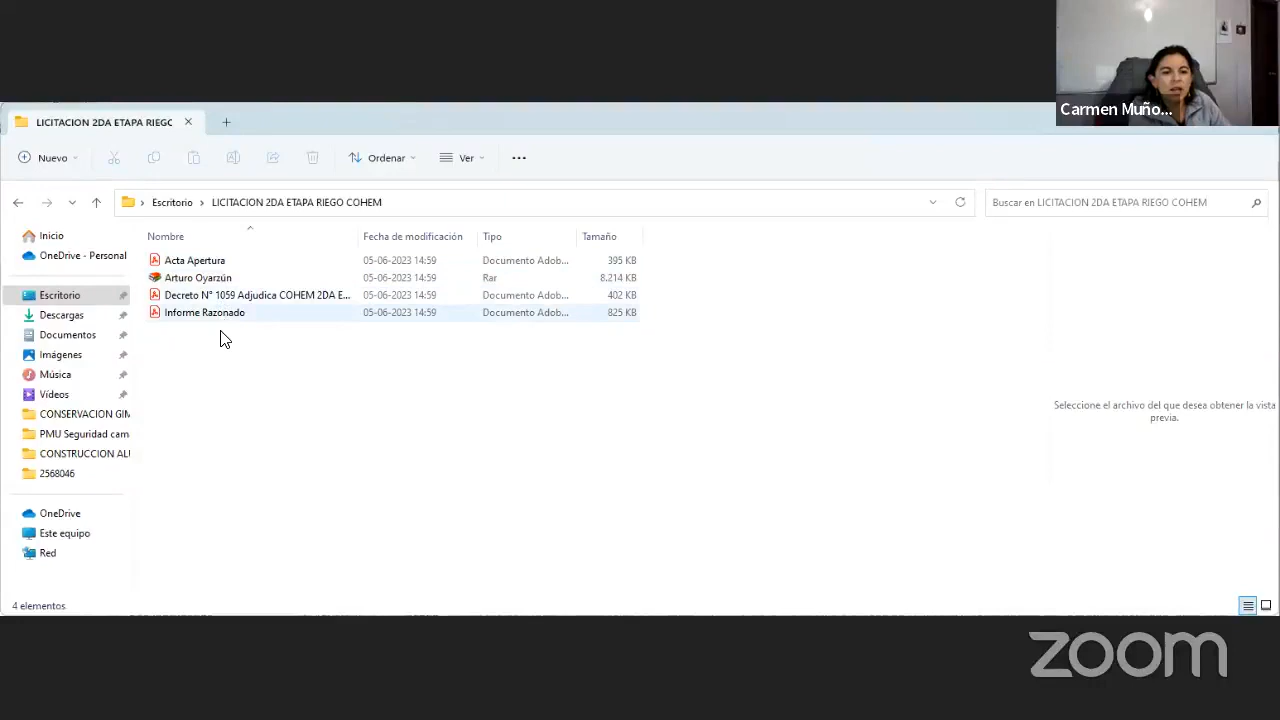 Carmen Muño...
LICITACION 2DA ETAPA RIEGO
Nuevo
Ordenar
Ver
Escritorio > LICITACION 2DA ETAPA RIEGO COHEM
Buscar en LICITACION 2DA ETAPA RIEGO COHEM
Inicio
OneDrive - Personal
Escritorio
Descargas
Documentos
Imágenes
Música
Vídeos
CONSERVACION GIM
PMU Seguridad cam
CONSTRUCCION ALU
2568046
OneDrive
Este equipo
Red
Nombre Fecha de modificación Tipo Tamaño
Acta Apertura 05-06-2023 14:59 Documento Adob... 395 KB
Arturo Oyarzún 05-06-2023 14:59 Rar 8.214 KB
Decreto N° 1059 Adjudica COHEM 2DA E... 05-06-2023 14:59 Documento Adob... 402 KB
Informe Razonado 05-06-2023 14:59 Documento Adob... 825 KB
Seleccione el archivo del que desea obtener la vista
previa.
4 elementos
zoom